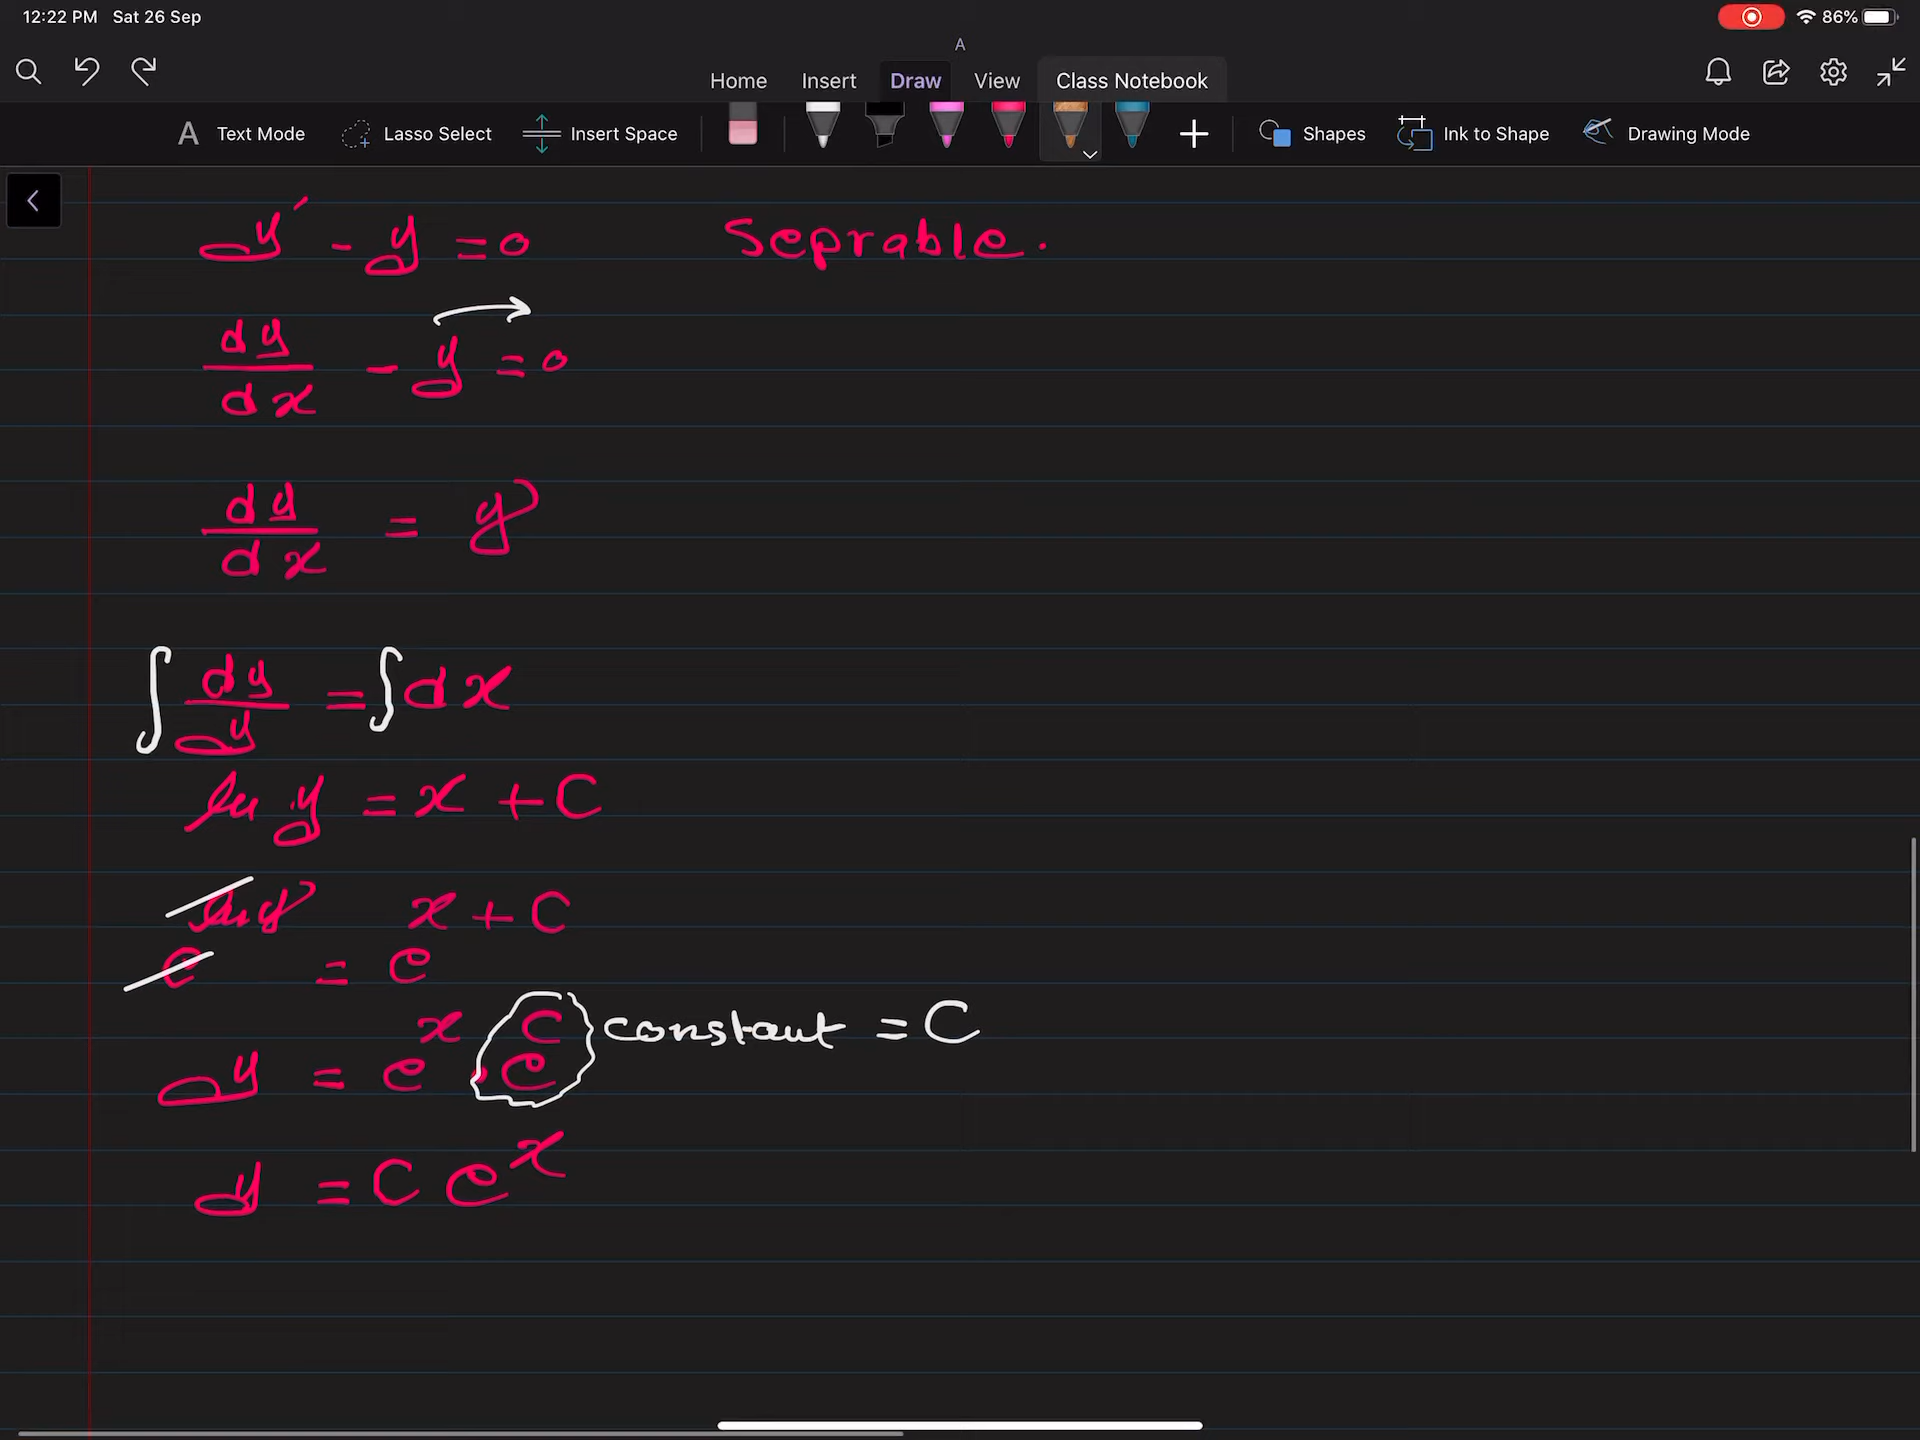 12:22 PM Sat 26 Sep 86%
A
Home Insert Draw View Class Notebook
A Text Mode Lasso Select Insert Space Shapes Ink to Shape Drawing Mode
y' - y = 0 Seprable.
dy/dx - y = 0
dy/dx = y
∫ dy/y = ∫ dx
ln y = x + C
e^(ln y) = e^(x + C)
y = e^x . e^C constant = C
y = C e^x